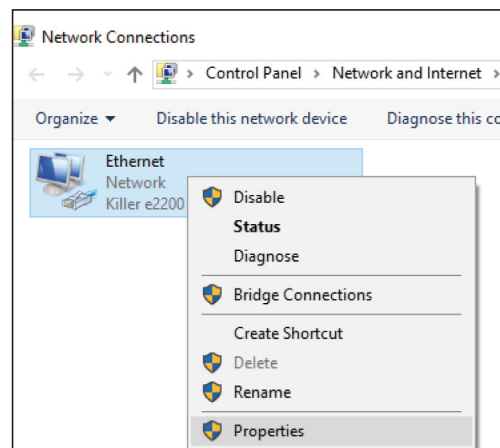 Network Connections
Control Panel > Network and Internet >
Organize Disable this network device Diagnose this co
Ethernet
Network
Killer e2200
Disable
Status
Diagnose
Bridge Connections
Create Shortcut
Delete
Rename
Properties